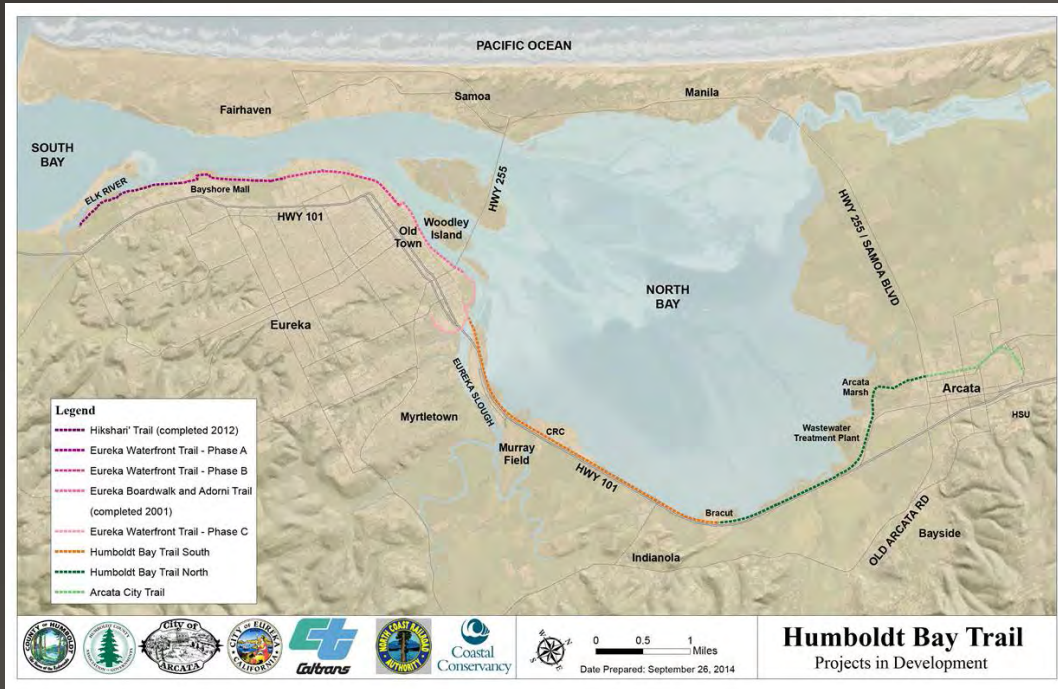 PACIFIC OCEAN
Fairhaven
Samoa
Manila
SOUTH
BAY
ELK RIVER
Bayshore Mall
HWY 101
Old
Town
Woodley
Island
HWY 255
NORTH
BAY
HWY 255 / SAMOA BLVD
Eureka
EUREKA SLOUGH
Myrtletown
Murray
Field
CRC
HWY 101
Bracut
Indianola
Arcata
Marsh
Wastewater
Treatment Plant
Arcata
HSU
OLD ARCATA RD
Bayside
Legend
Hikshari' Trail (completed 2012)
Eureka Waterfront Trail - Phase A
Eureka Waterfront Trail - Phase B
Eureka Boardwalk and Adorni Trail
(completed 2001)
Eureka Waterfront Trail - Phase C
Humboldt Bay Trail South
Humboldt Bay Trail North
Arcata City Trail
COUNTY OF HUMBOLDT
City of
ARCATA
CITY OF EUREKA
CALIFORNIA
Caltrans
NORTH COAST RAILROAD
AUTHORITY
Coastal
Conservancy
N
E
S
W
0 0.5 1
Miles
Date Prepared: September 26, 2014
Humboldt Bay Trail
Projects in Development